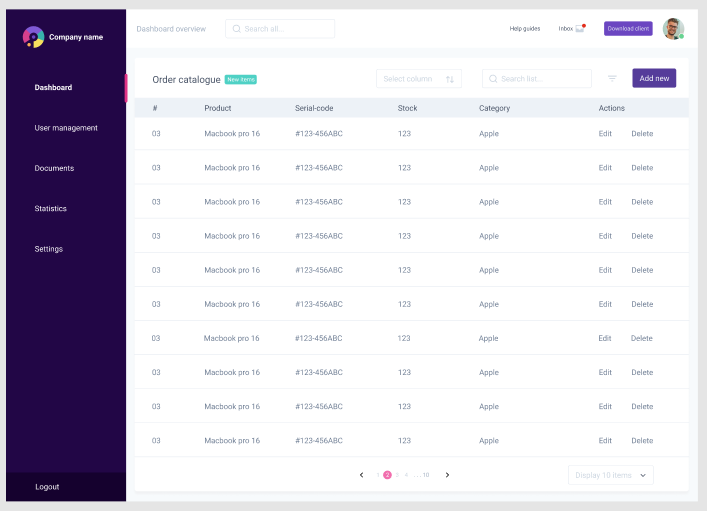 Company name
Dashboard
User management
Documents
Statistics
Settings
Logout
Dashboard overview Search all... Help guides Inbox Download client
Order catalogue New items Select column Search list... Add new
# Product Serial-code Stock Category Actions
03 Macbook pro 16 #123-456ABC 123 Apple Edit Delete
03 Macbook pro 16 #123-456ABC 123 Apple Edit Delete
03 Macbook pro 16 #123-456ABC 123 Apple Edit Delete
03 Macbook pro 16 #123-456ABC 123 Apple Edit Delete
03 Macbook pro 16 #123-456ABC 123 Apple Edit Delete
03 Macbook pro 16 #123-456ABC 123 Apple Edit Delete
03 Macbook pro 16 #123-456ABC 123 Apple Edit Delete
03 Macbook pro 16 #123-456ABC 123 Apple Edit Delete
03 Macbook pro 16 #123-456ABC 123 Apple Edit Delete
03 Macbook pro 16 #123-456ABC 123 Apple Edit Delete
1 2 3 4 .... 10 Display 10 items